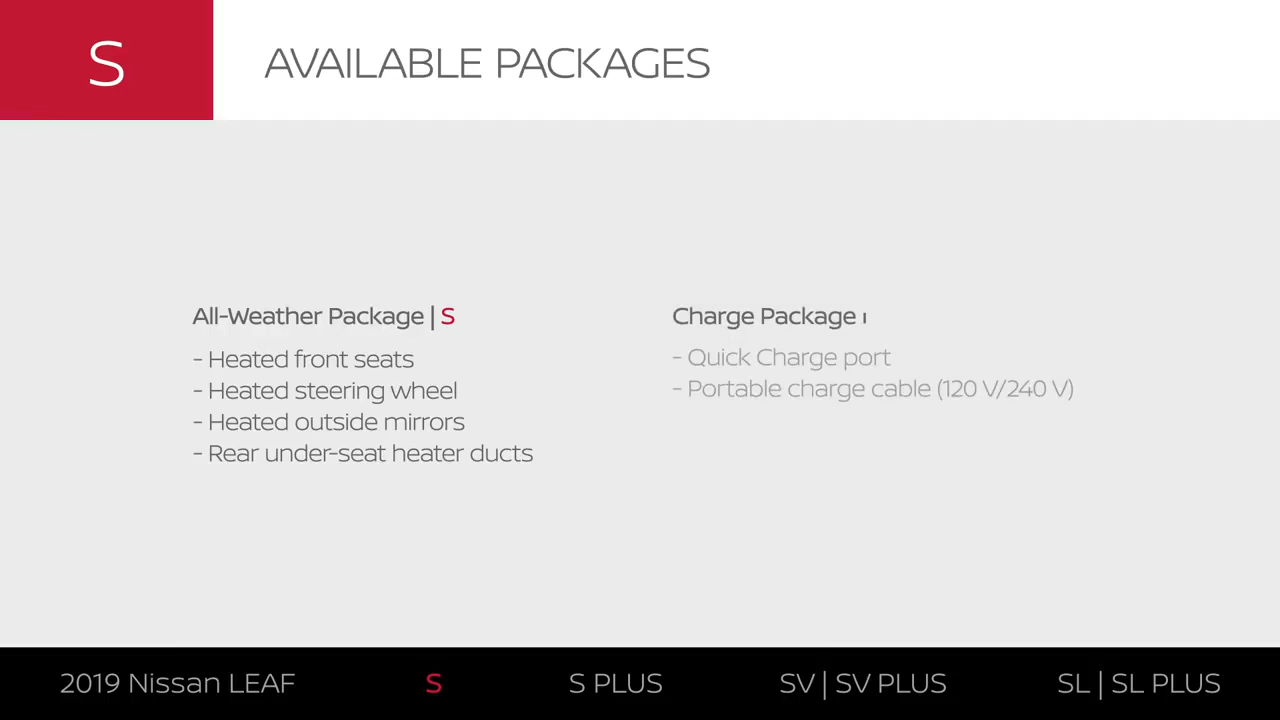 S
AVAILABLE PACKAGES
All-Weather Package | S
- Heated front seats
- Heated steering wheel
- Heated outside mirrors
- Rear under-seat heater ducts
Charge Package
- Quick Charge port
- Portable charge cable (120 V/240 V)
2019 Nissan LEAF
S
S PLUS
SV | SV PLUS
SL | SL PLUS